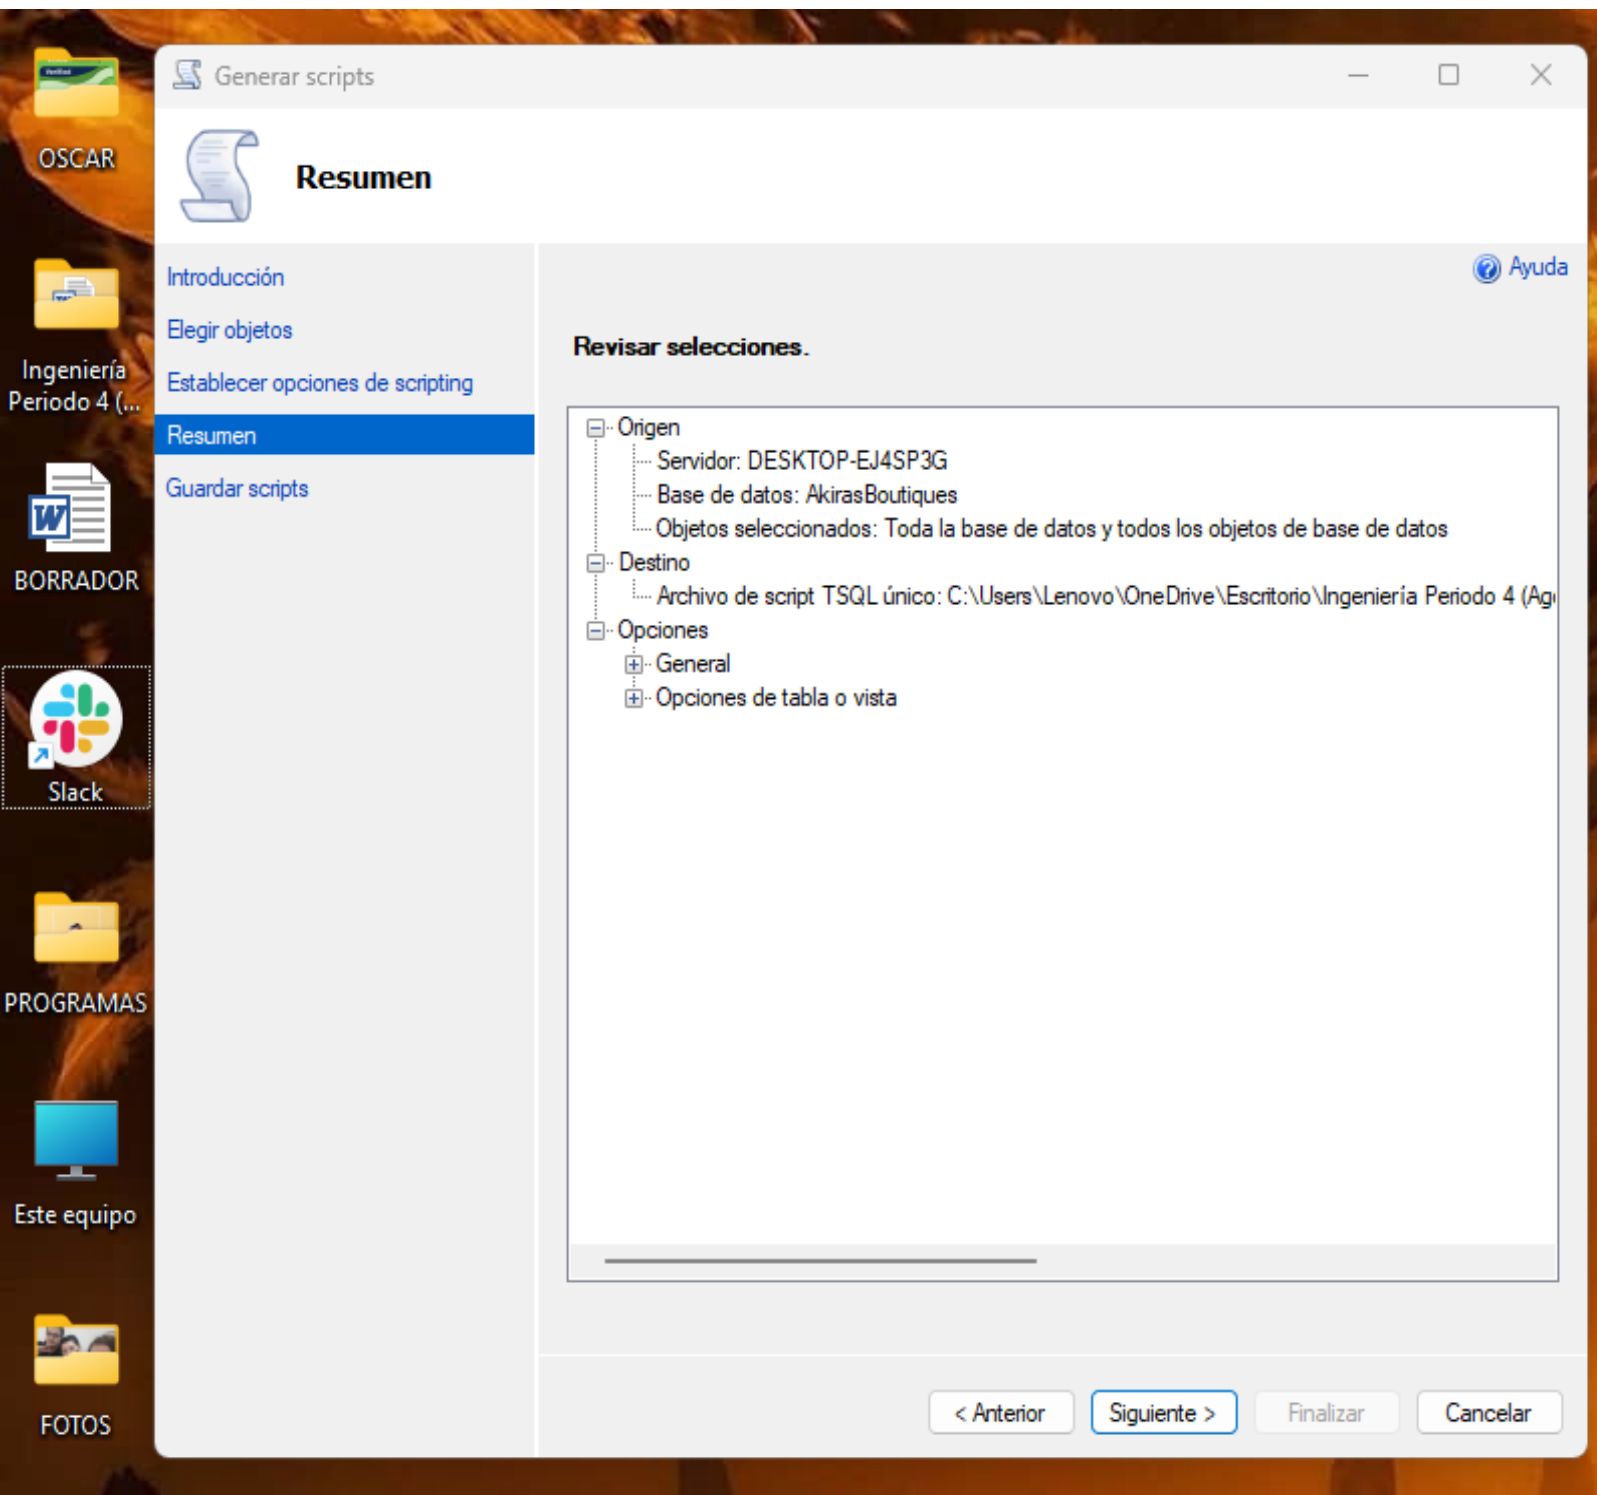 Generar scripts
Resumen
Introducción
Elegir objetos
Establecer opciones de scripting
Resumen
Guardar scripts
Ayuda
Revisar selecciones.
Origen
Servidor: DESKTOP-EJ4SP3G
Base de datos: AkirasBoutiques
Objetos seleccionados: Toda la base de datos y todos los objetos de base de datos
Destino
Archivo de script TSQL único: C:\Users\Lenovo\OneDrive\Escritorio\Ingeniería Periodo 4 (Ag
Opciones
General
Opciones de tabla o vista
< Anterior
Siguiente >
Finalizar
Cancelar
OSCAR
Ingeniería
Periodo 4 (...
BORRADOR
Slack
PROGRAMAS
Este equipo
FOTOS